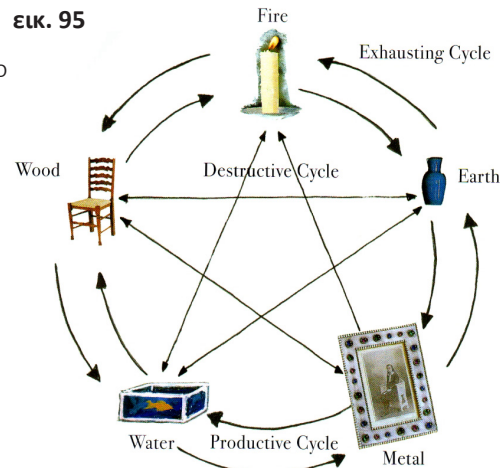 εικ. 95
Fire
Exhausting Cycle
Wood
Destructive Cycle
Earth
Water
Productive Cycle
Metal